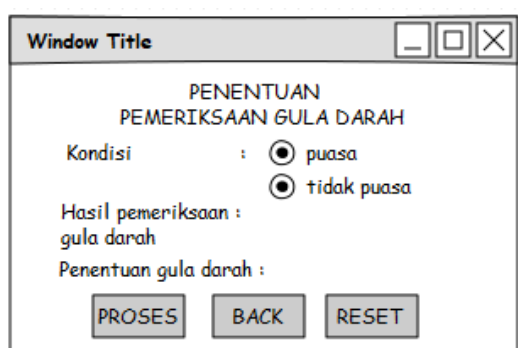 Window Title
PENENTUAN
PEMERIKSAAN GULA DARAH
Kondisi : puasa
tidak puasa
Hasil pemeriksaan :
gula darah
Penentuan gula darah :
PROSES BACK RESET